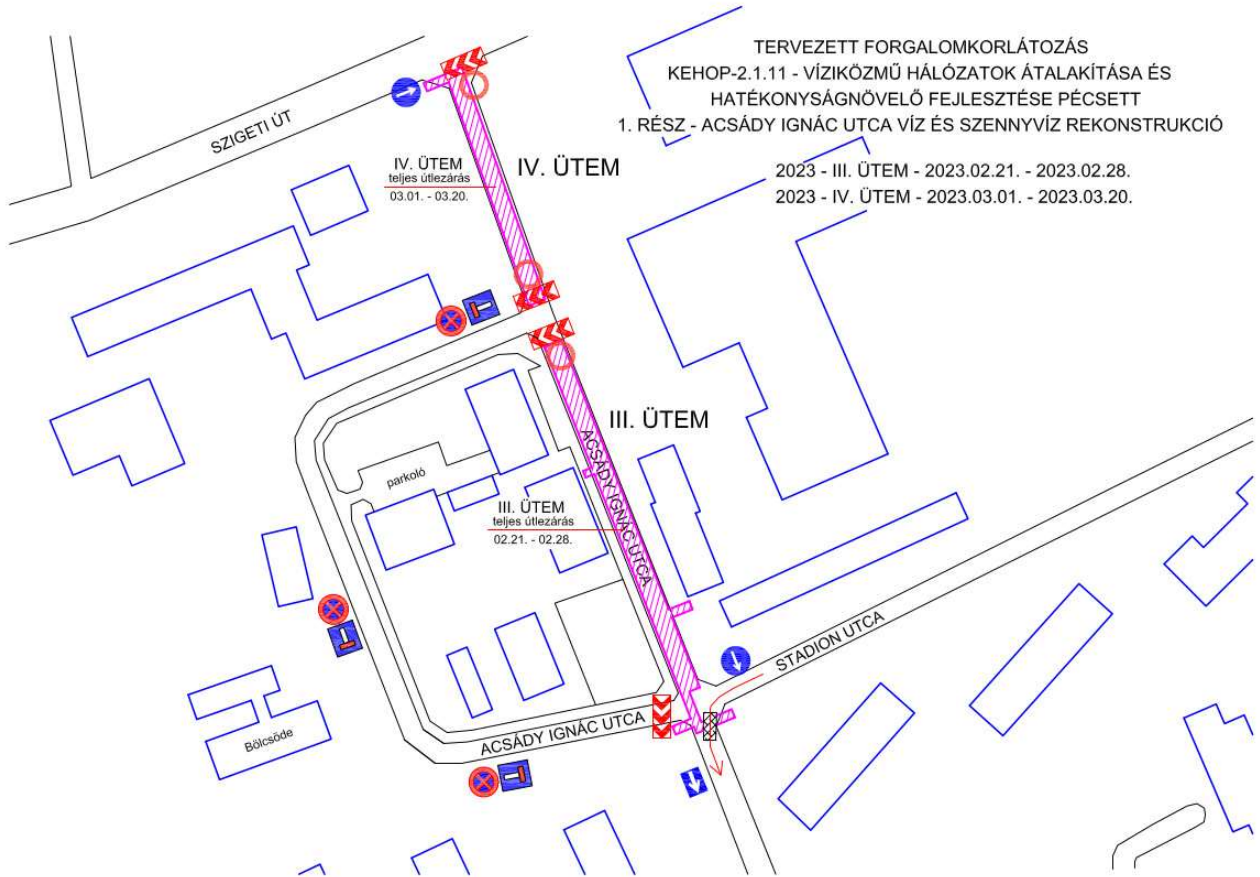 TERVEZETT FORGALOMKORLÁTOZÁS
KEHOP-2.1.11 - VÍZIKÖZMŰ HÁLÓZATOK ÁTALAKÍTÁSA ÉS
HATÉKONYSÁGNÖVELŐ FEJLESZTÉSE PÉCSETT
1. RÉSZ - ACSÁDY IGNÁC UTCA VÍZ ÉS SZENNYVÍZ REKONSTRUKCIÓ
2023 - III. ÜTEM - 2023.02.21. - 2023.02.28.
2023 - IV. ÜTEM - 2023.03.01. - 2023.03.20.
SZIGETI ÚT
IV. ÜTEM
teljes útlezárás
03.01. - 03.20.
IV. ÜTEM
III. ÜTEM
parkoló
ACSÁDY IGNÁC UTCA
III. ÜTEM
teljes útlezárás
02.21. - 02.28.
STADION UTCA
ACSÁDY IGNÁC UTCA
Bölcsöde